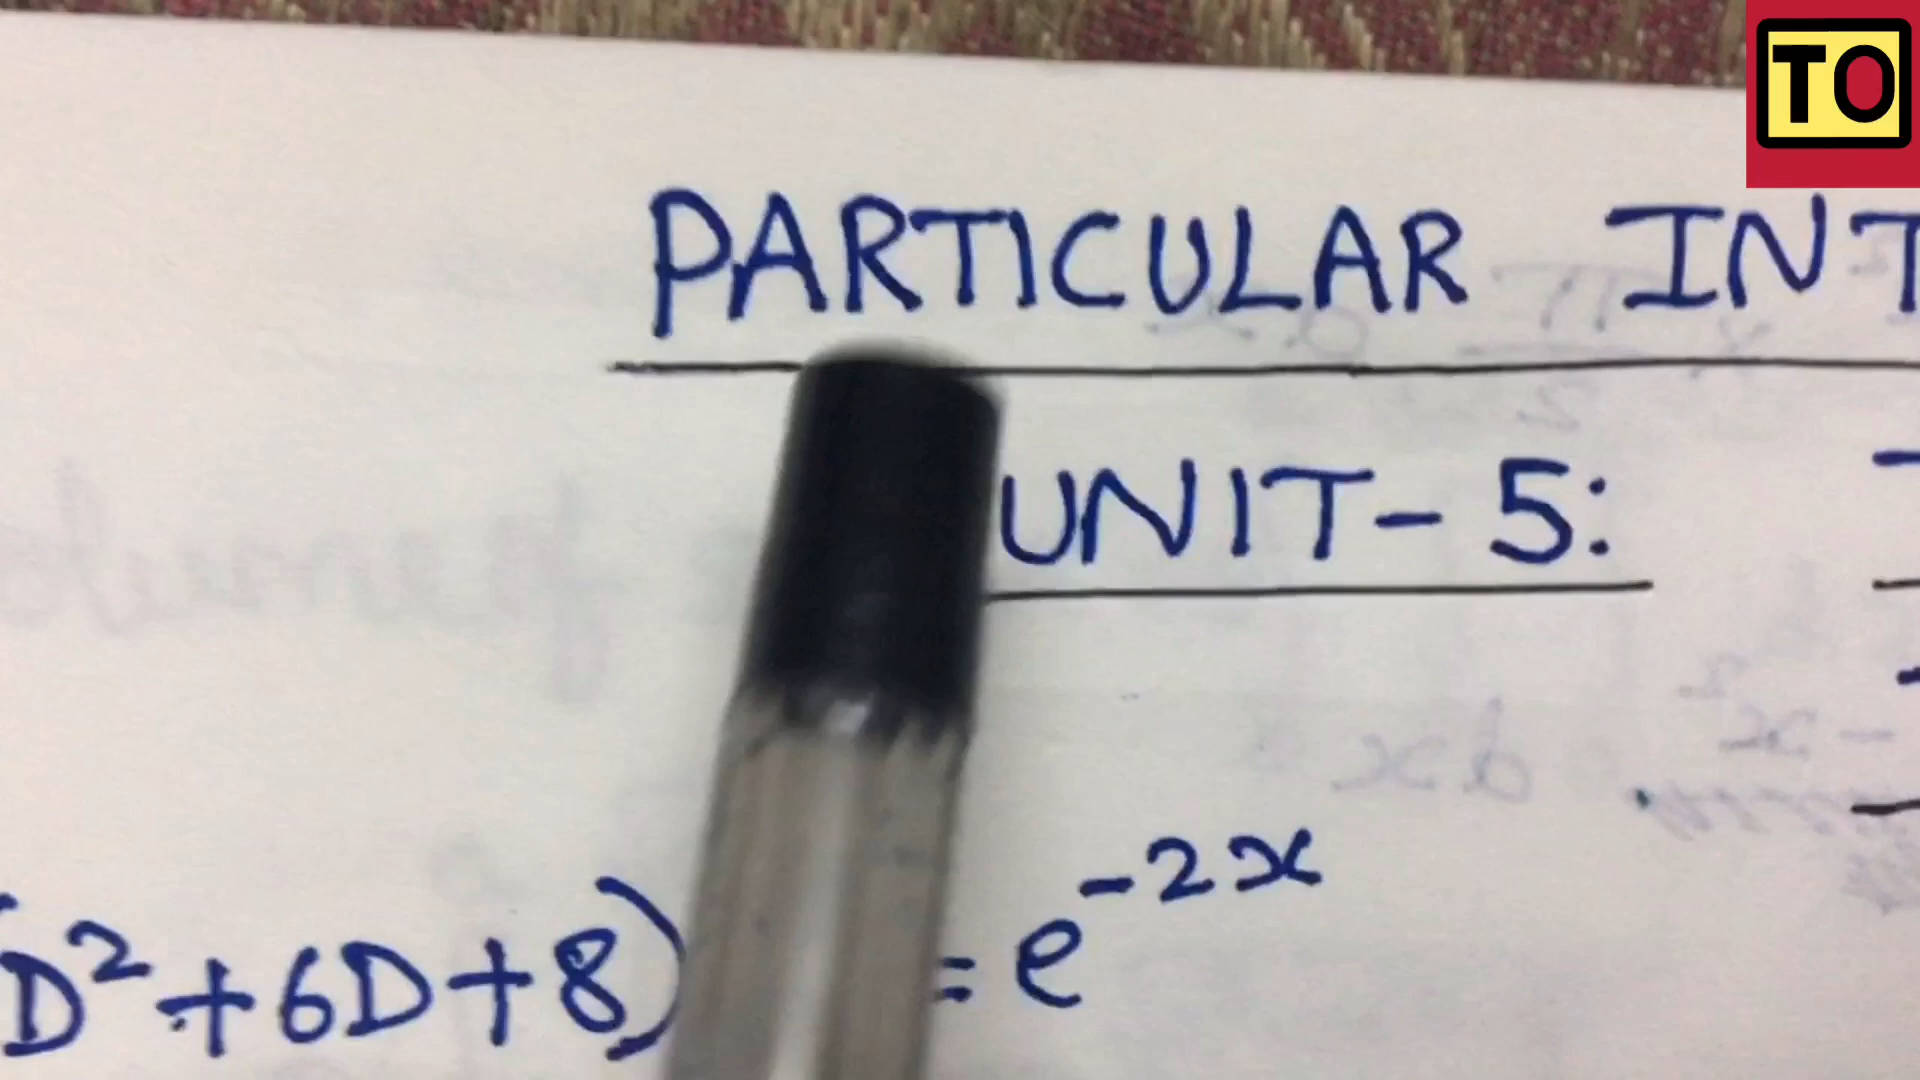 TO
PARTICULAR INT
UNIT- 5:
(D²+6D+8) = e⁻²ˣ